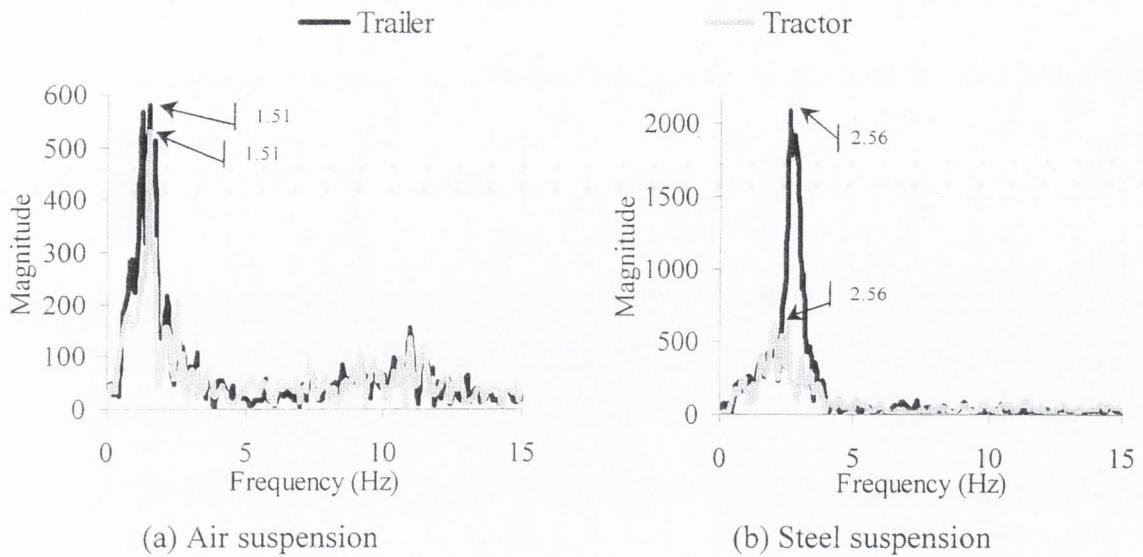 Trailer Tractor
600
500
400
300
200
100
0
Magnitude
1.51
1.51
0 5 10 15
Frequency (Hz)
(a) Air suspension
2000
1500
1000
500
0
Magnitude
2.56
2.56
0 5 10 15
Frequency (Hz)
(b) Steel suspension